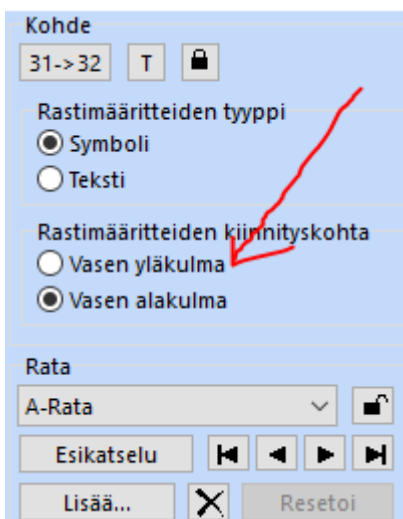 Kohde
31->32 T
Rastimääritteiden tyyppi
Symboli
Teksti
Rastimääritteiden kiinnityskohta
Vasen yläkulma
Vasen alakulma
Rata
A-Rata
Esikatselu
Lisää... Resetoi